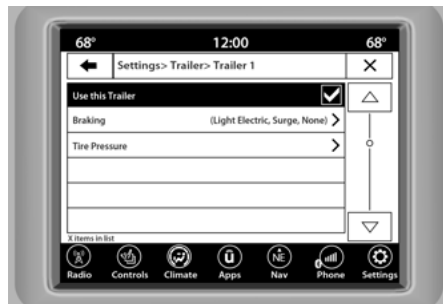 68° 12:00 68°
Settings> Trailer> Trailer 1
Use this Trailer
Braking (Light Electric, Surge, None)
Tire Pressure
X items in list
NE
Radio Controls Climate Apps Nav Phone Settings